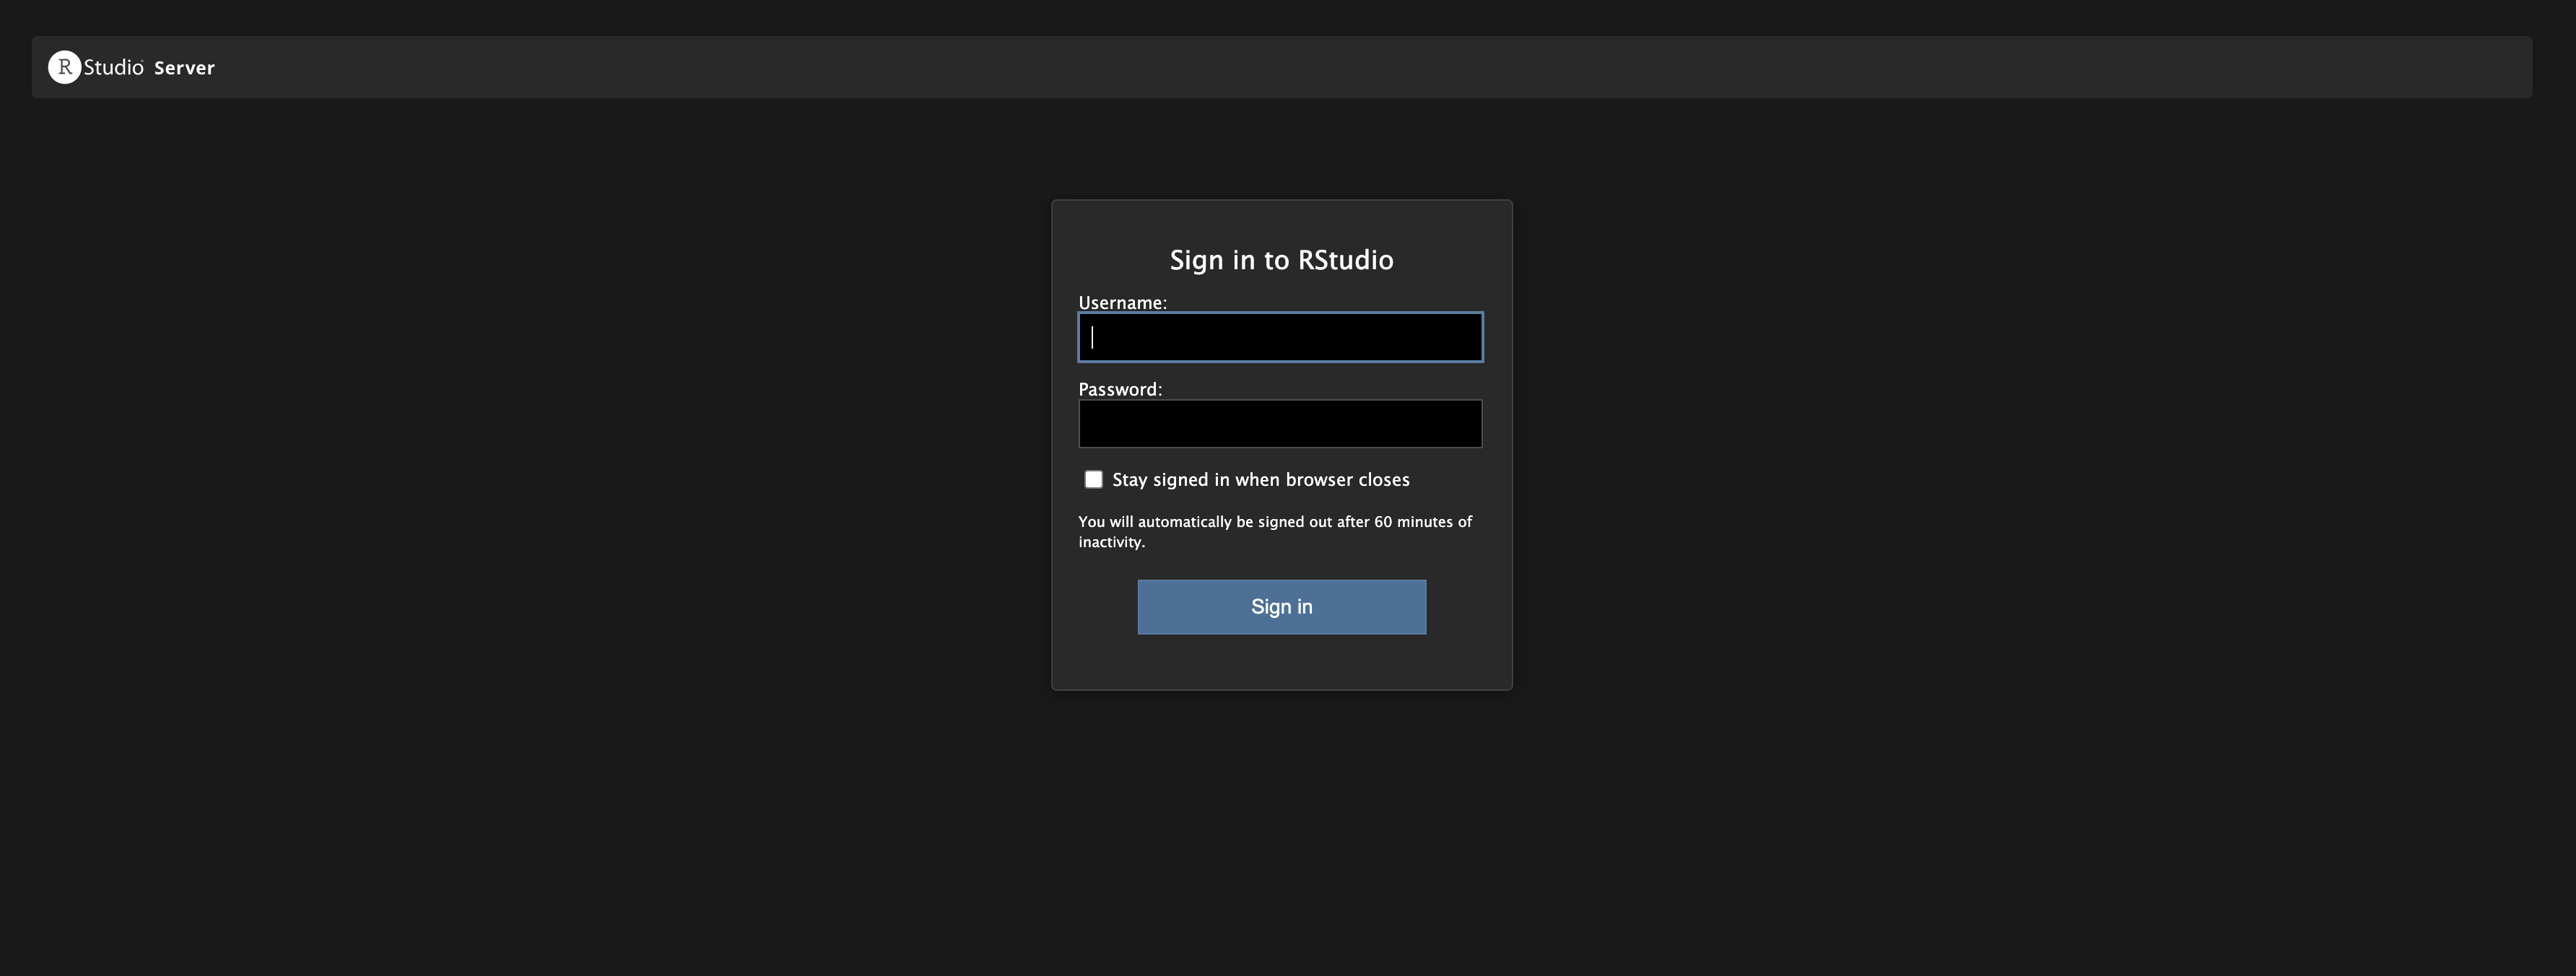 RStudio Server
Sign in to RStudio
Username:
Password:
Stay signed in when browser closes
You will automatically be signed out after 60 minutes of
inactivity.
Sign in